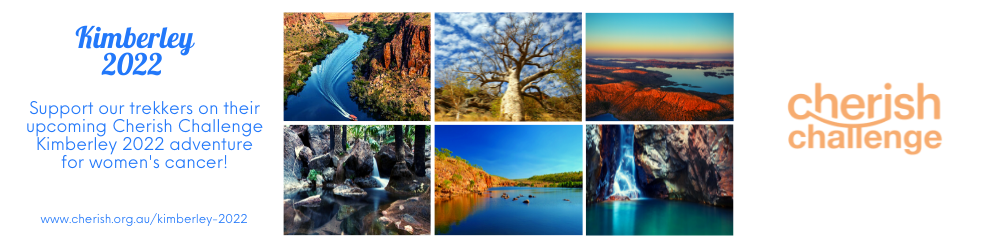 Kimberley
2022
Support our trekkers on their
upcoming Cherish Challenge
Kimberley 2022 adventure
for women's cancer!
www.cherish.org.au/kimberley-2022
cherish
challenge